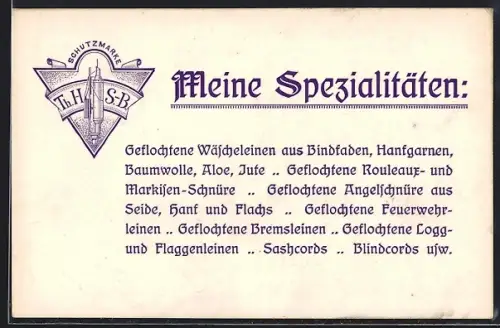 SCHUTZMARKE
Th.H. S-B.
Meine Spezialitäten:
Geflochtene Wäſcheleinen aus Bindfaden, Hanfgarnen,
Baumwolle, Aloe, Jute .. Geflochtene Rouleaux- und
Markiſen-Schnüre .. Geflochtene Angelſchnüre aus
Seide, Hanf und Flachs .. Geflochtene Feuerwehr-
leinen .. Geflochtene Bremsleinen .. Geflochtene Logg-
und Flaggenleinen .. Sashcords .. Blindcords uſw.